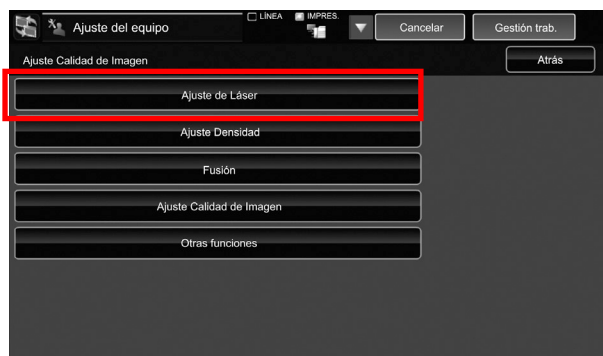 Ajuste del equipo
LÍNEA
IMPRES.
Cancelar
Gestión trab.
Ajuste Calidad de Imagen
Atrás
Ajuste de Láser
Ajuste Densidad
Fusión
Ajuste Calidad de Imagen
Otras funciones